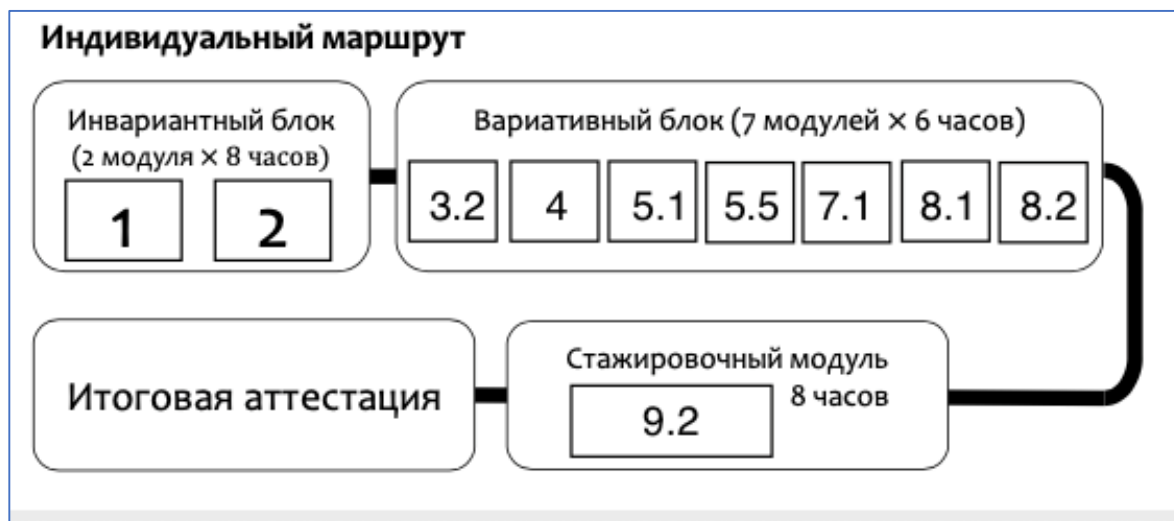 Индивидуальный маршрут
Инвариантный блок
(2 модуля × 8 часов)
1 2
Вариативный блок (7 модулей × 6 часов)
3.2 4 5.1 5.5 7.1 8.1 8.2
Итоговая аттестация
Стажировочный модуль
8 часов
9.2